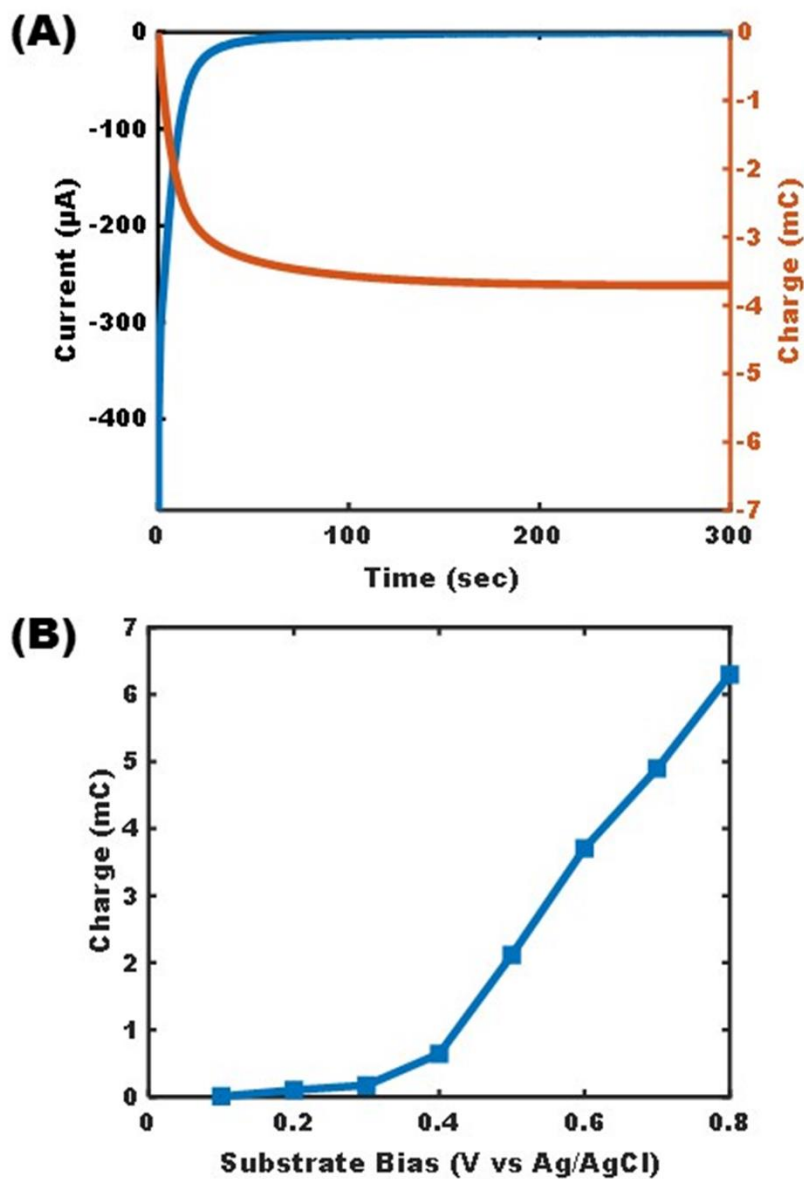 (A)
0
-100
-200
-300
-400
Current (µA)
0
-1
-2
-3
-4
-5
-6
-7
Charge (mC)
0 100 200 300
Time (sec)
(B)
7
6
5
4
3
2
1
0
Charge (mC)
0 0.2 0.4 0.6 0.8
Substrate Bias (V vs Ag/AgCl)